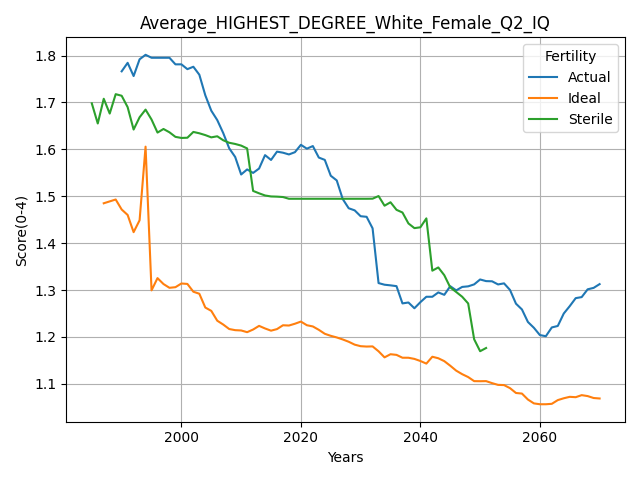 Average_HIGHEST_DEGREE_White_Female_Q2_IQ
Score(0-4)
1.8
1.7
1.6
1.5
1.4
1.3
1.2
1.1
Fertility
Actual
Ideal
Sterile
2000 2020 2040 2060
Years